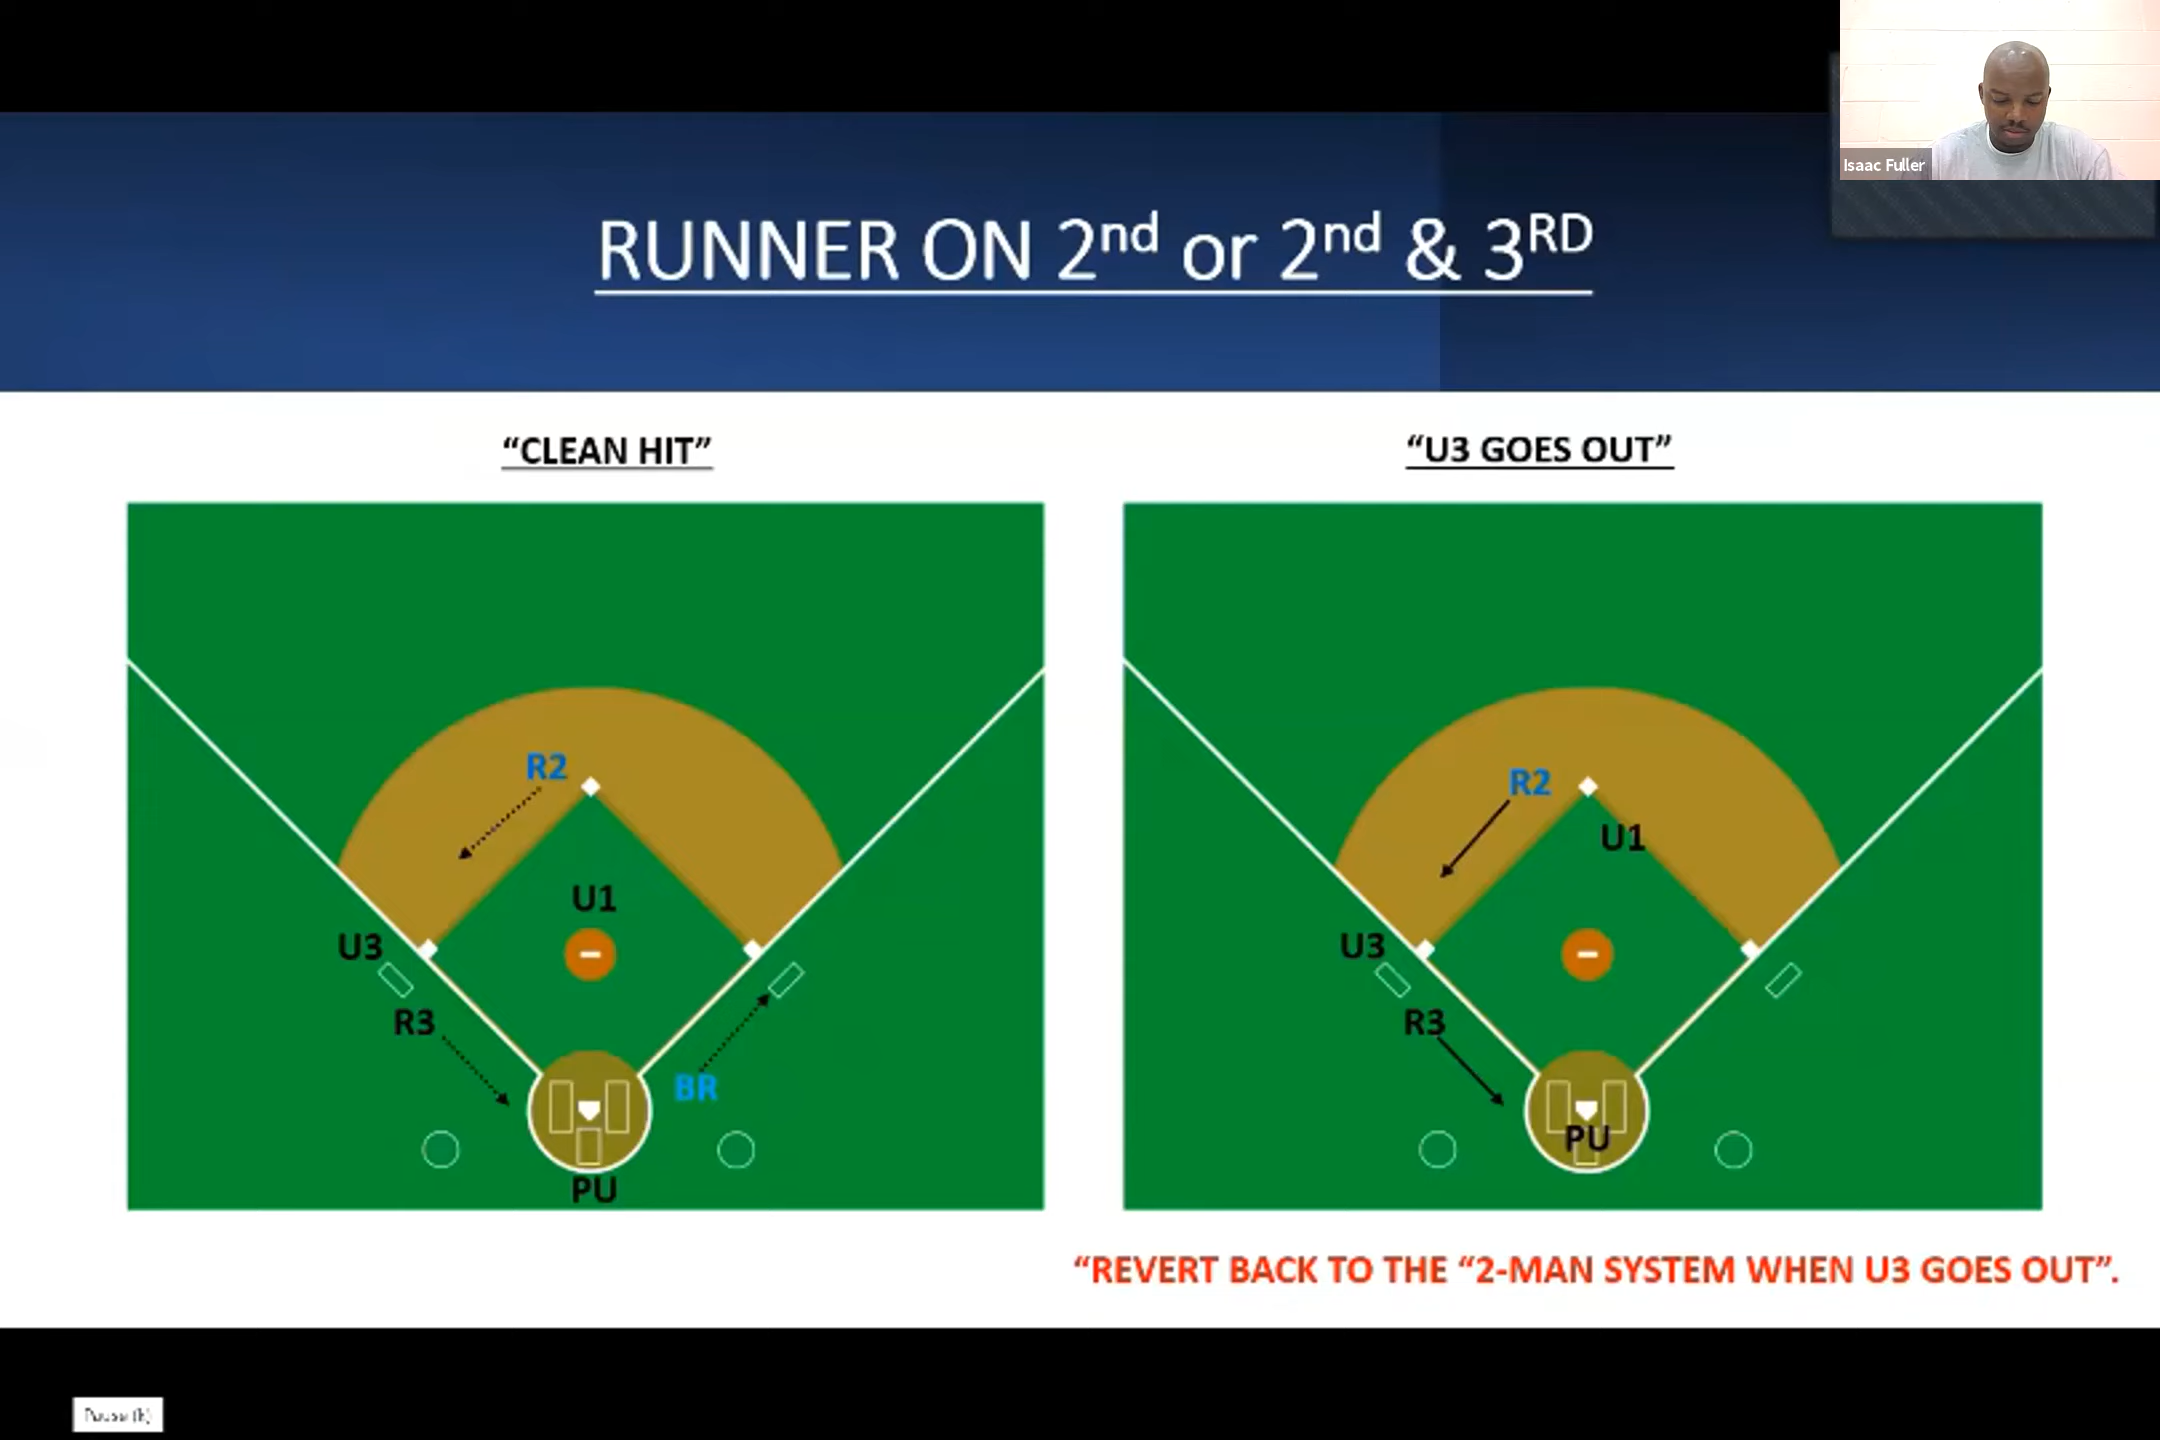 Isaac Fuller
RUNNER ON 2nd or 2nd & 3RD
“CLEAN HIT”
“U3 GOES OUT”
R2
U1
U3
R3
BR
PU
R2
U1
U3
R3
PU
“REVERT BACK TO THE “2-MAN SYSTEM WHEN U3 GOES OUT”.
Pause (k)